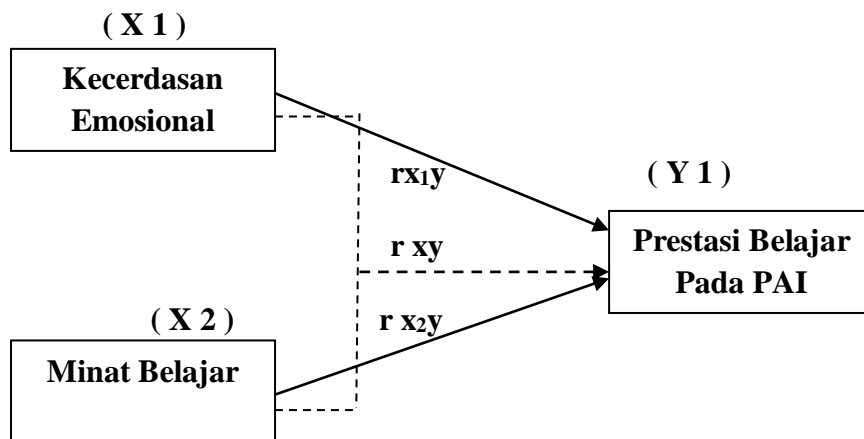 ( X 1 )
Kecerdasan
Emosional
rx₁y
( Y 1 )
Prestasi Belajar
Pada PAI
r xy
( X 2 )
r x₂y
Minat Belajar